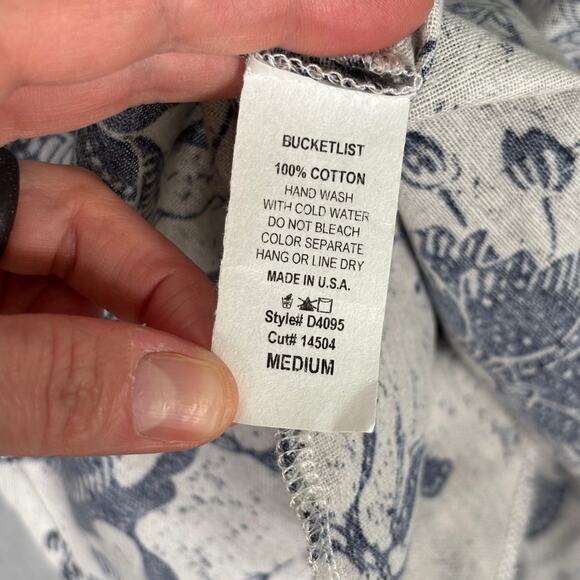 BUCKETLIST
100% COTTON
HAND WASH
WITH COLD WATER
DO NOT BLEACH
COLOR SEPARATE
HANG OR LINE DRY
MADE IN U.S.A.
Style# D4095
Cut# 14504
MEDIUM